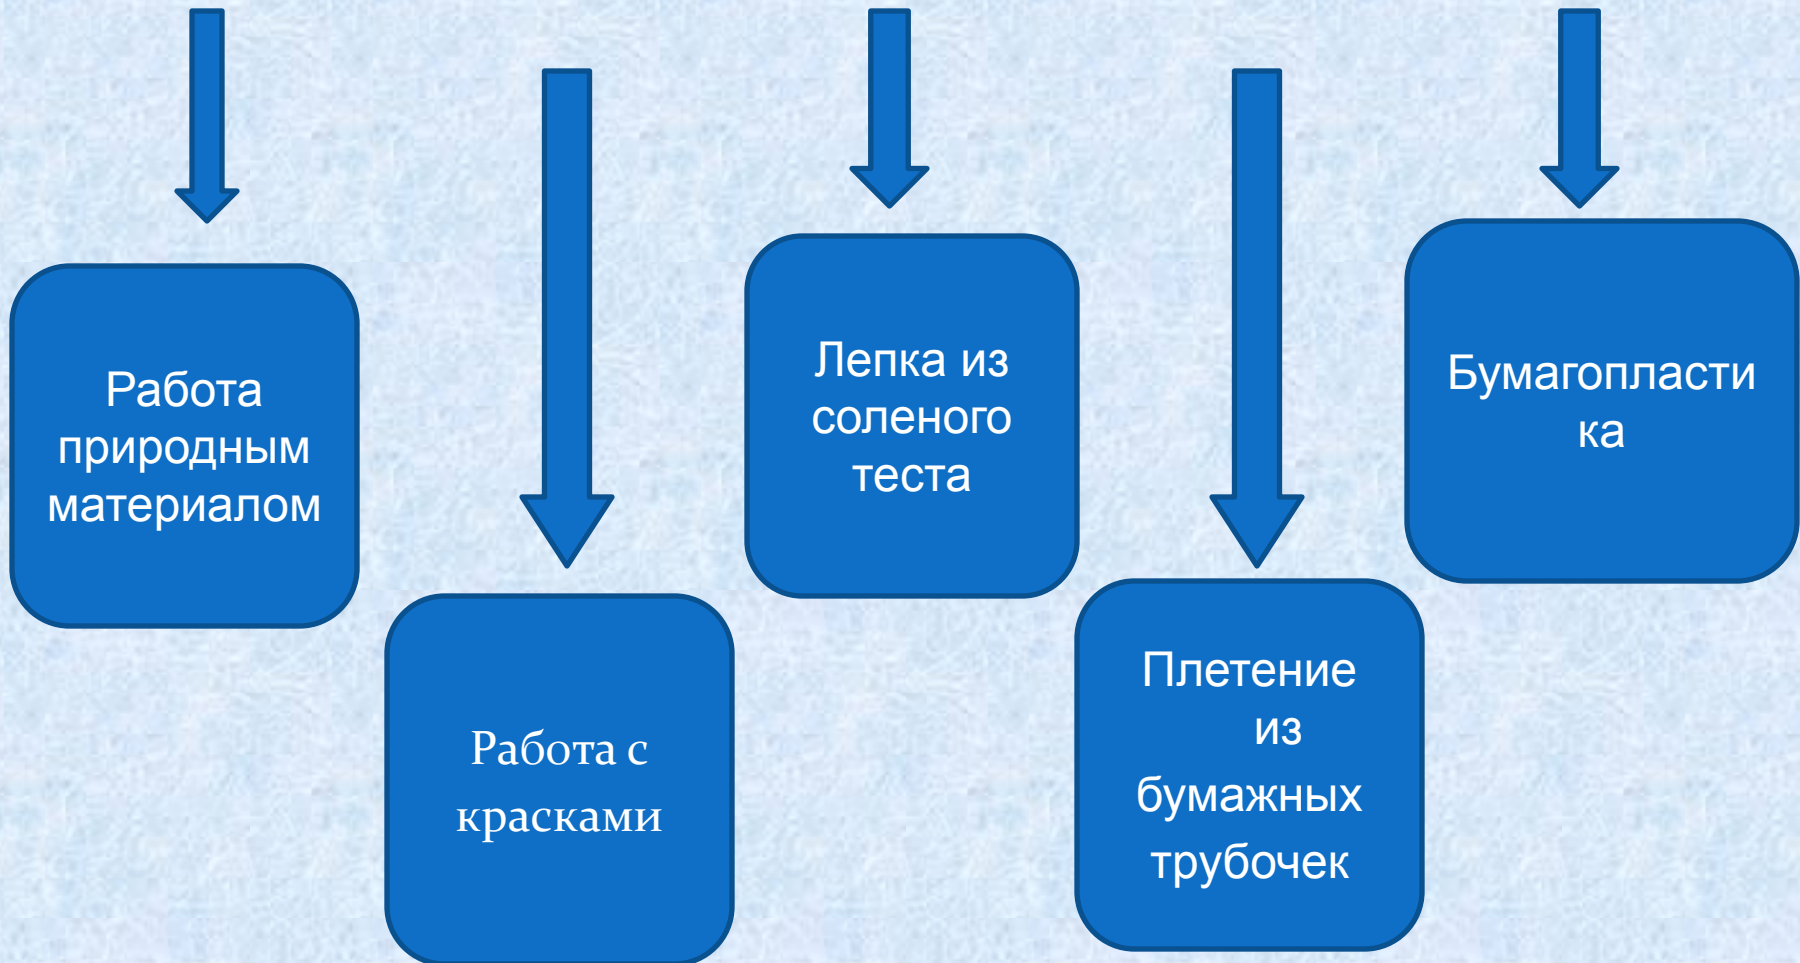 Работа
природным
материалом
Работа с
красками
Лепка из
соленого
теста
Плетение
из
бумажных
трубочек
Бумагопласти
ка